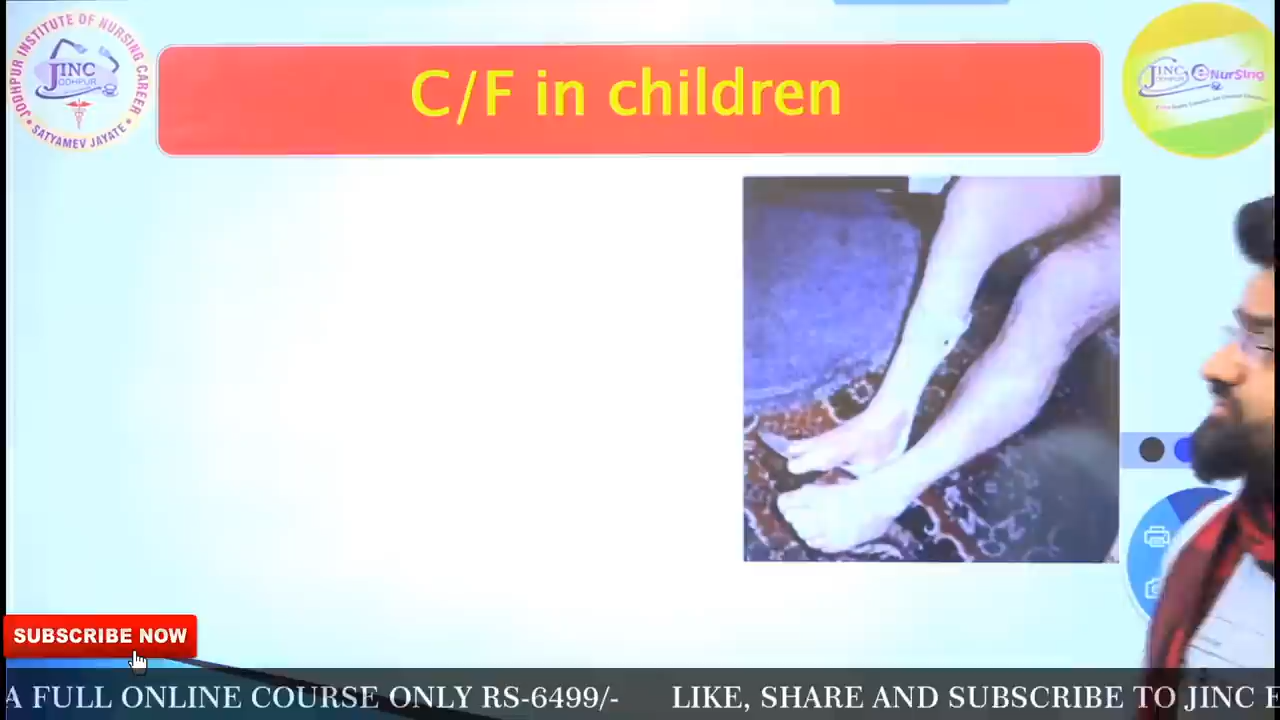 JODHPUR INSTITUTE OF NURSING CAREER
JINC
JODHPUR
SATYAMEV JAYATE
C/F in children
JINC
eNursing
SUBSCRIBE NOW
A FULL ONLINE COURSE ONLY RS-6499/- LIKE, SHARE AND SUBSCRIBE TO JINC E